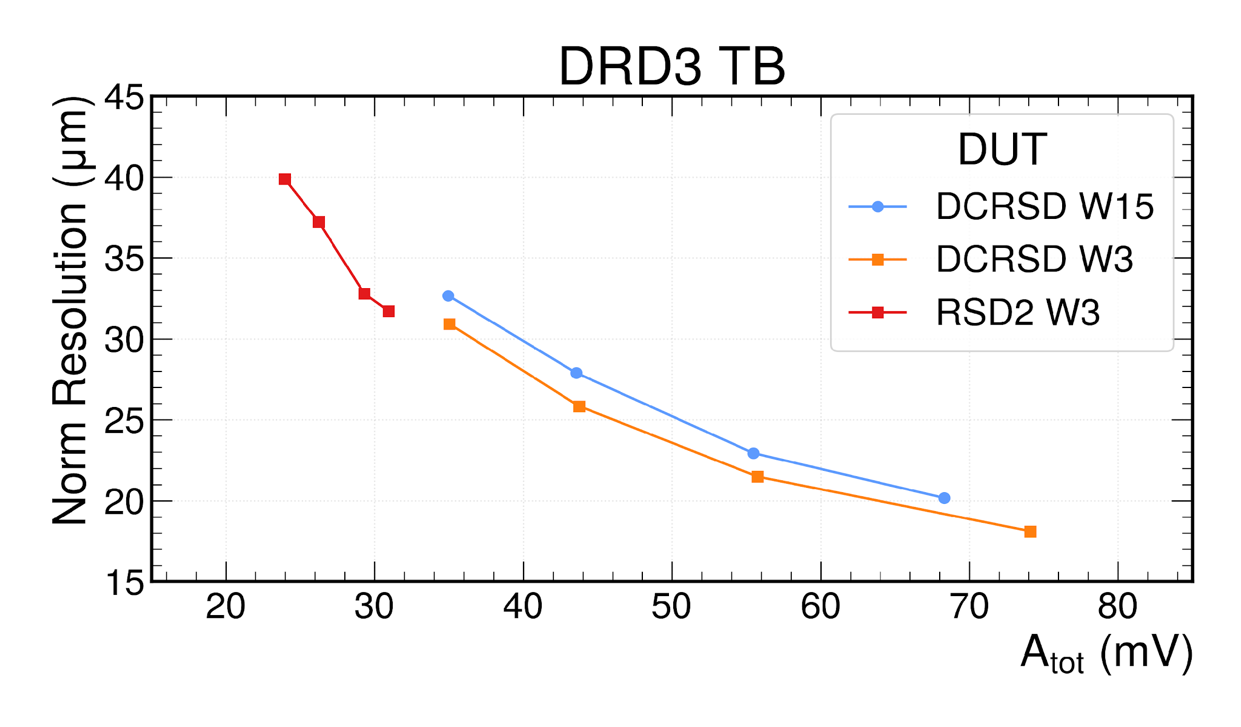 DRD3 TB
Norm Resolution (μm)
45
40
35
30
25
20
15
DUT
DCRSD W15
DCRSD W3
RSD2 W3
20 30 40 50 60 70 80
A_tot (mV)